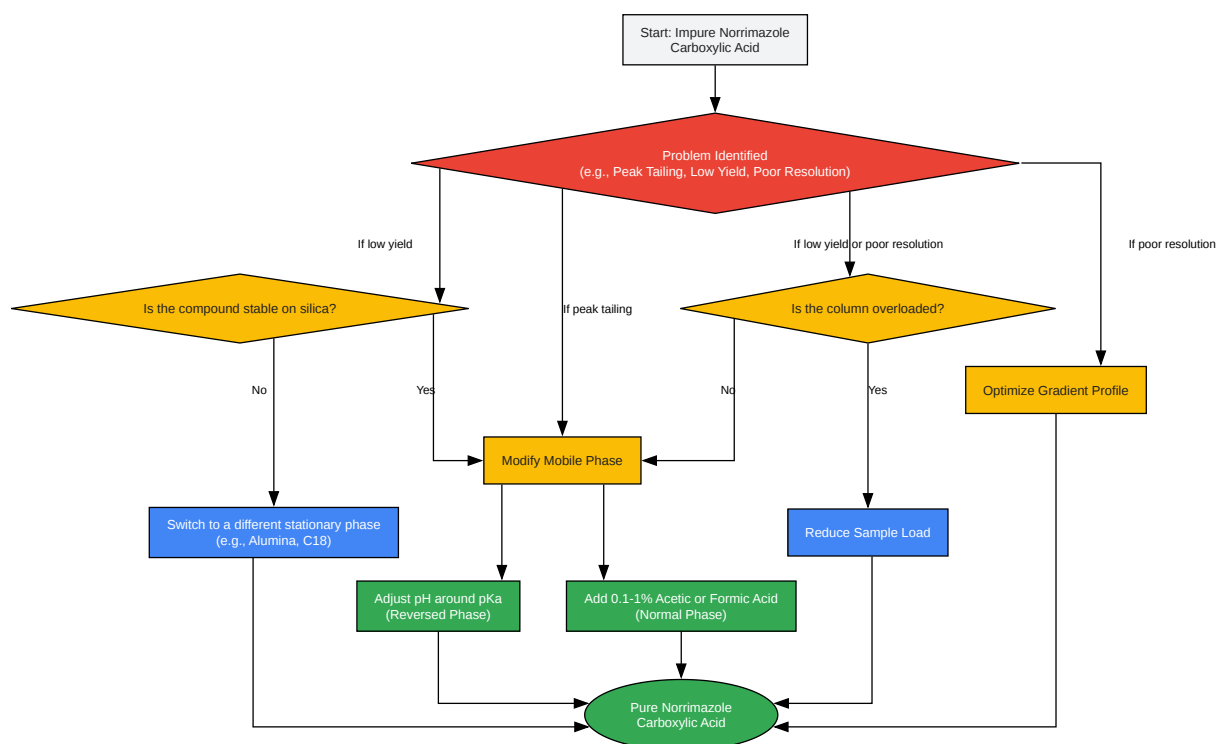 Start: Impure Norrimazole
Carboxylic Acid
Problem Identified
(e.g., Peak Tailing, Low Yield, Poor Resolution)
If low yield
If low yield or poor resolution
If poor resolution
Is the compound stable on silica?
If peak tailing
Is the column overloaded?
No
Yes
No
Yes
Optimize Gradient Profile
Modify Mobile Phase
Switch to a different stationary phase
(e.g., Alumina, C18)
Reduce Sample Load
Adjust pH around pKa
(Reversed Phase)
Add 0.1-1% Acetic or Formic Acid
(Normal Phase)
Pure Norrimazole
Carboxylic Acid